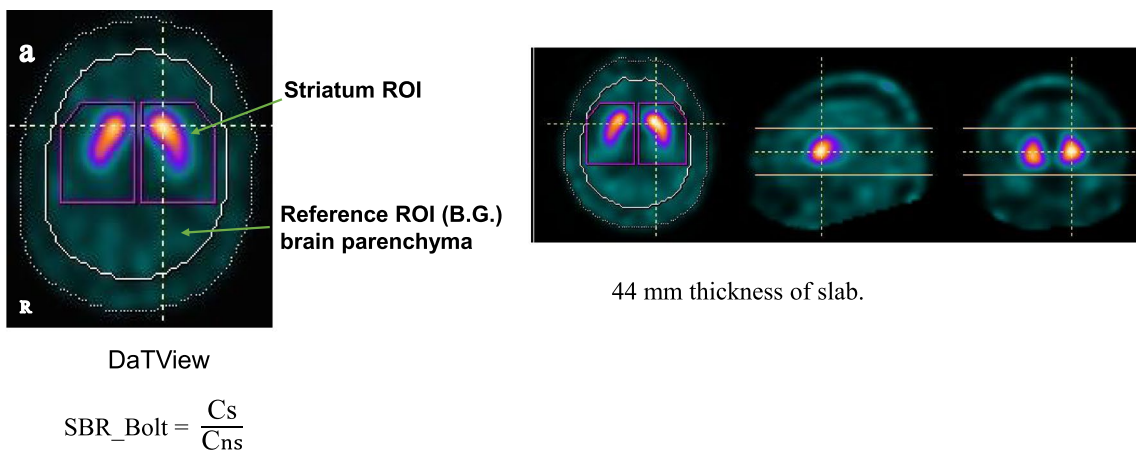 a
Striatum ROI
Reference ROI (B.G.)
brain parenchyma
R
44 mm thickness of slab.
DaTView
SBR_Bolt = Cs
Cns